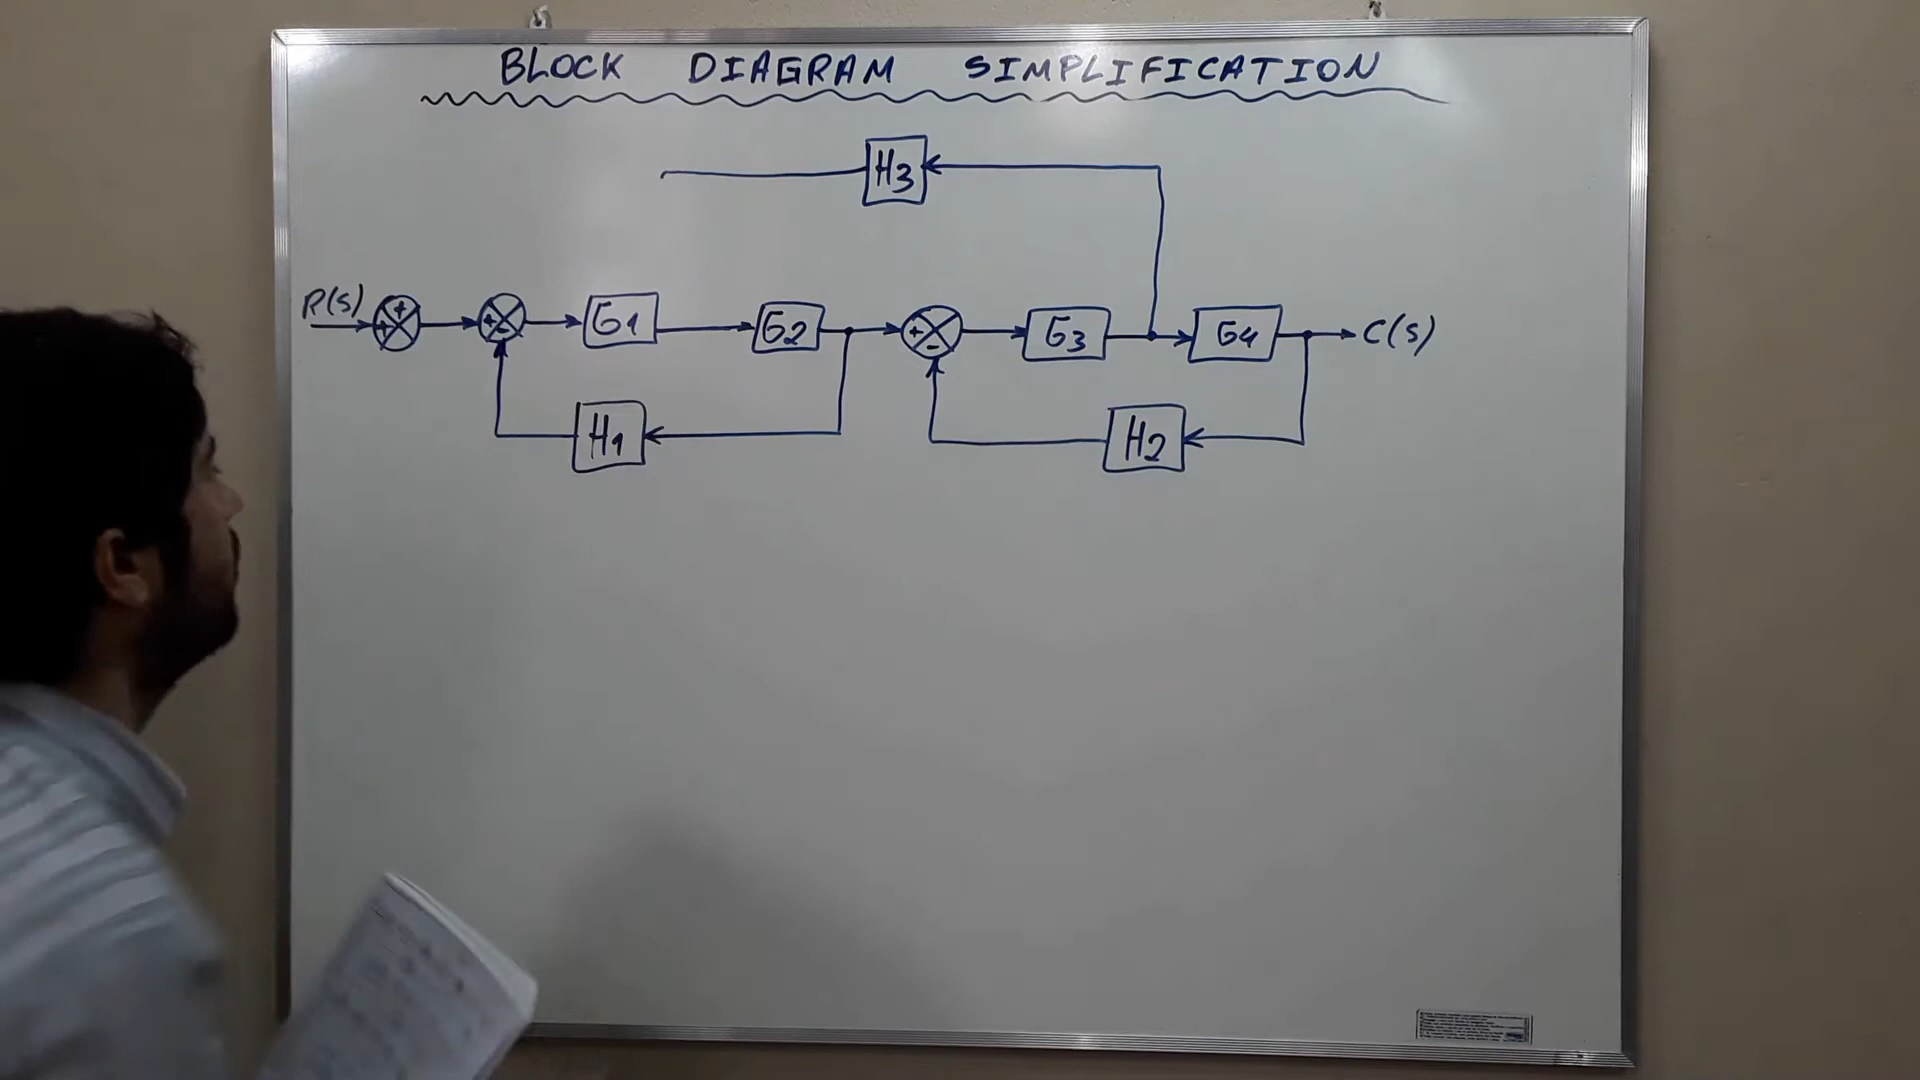 BLOCK DIAGRAM SIMPLIFICATION
H3
R(s) + + + - G1 G2 + - G3 G4 C(s)
H1 H2